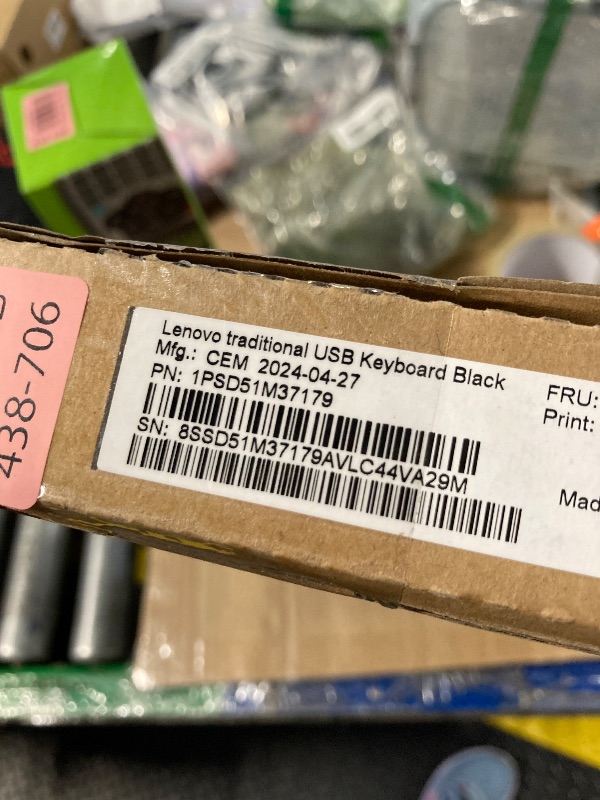 438-706
Lenovo traditional USB Keyboard Black
Mfg.: CEM 2024-04-27
PN: 1PSD51M37179
SN: 8SSD51M37179AVLC44VA29M
FRU:
Print:
Mad